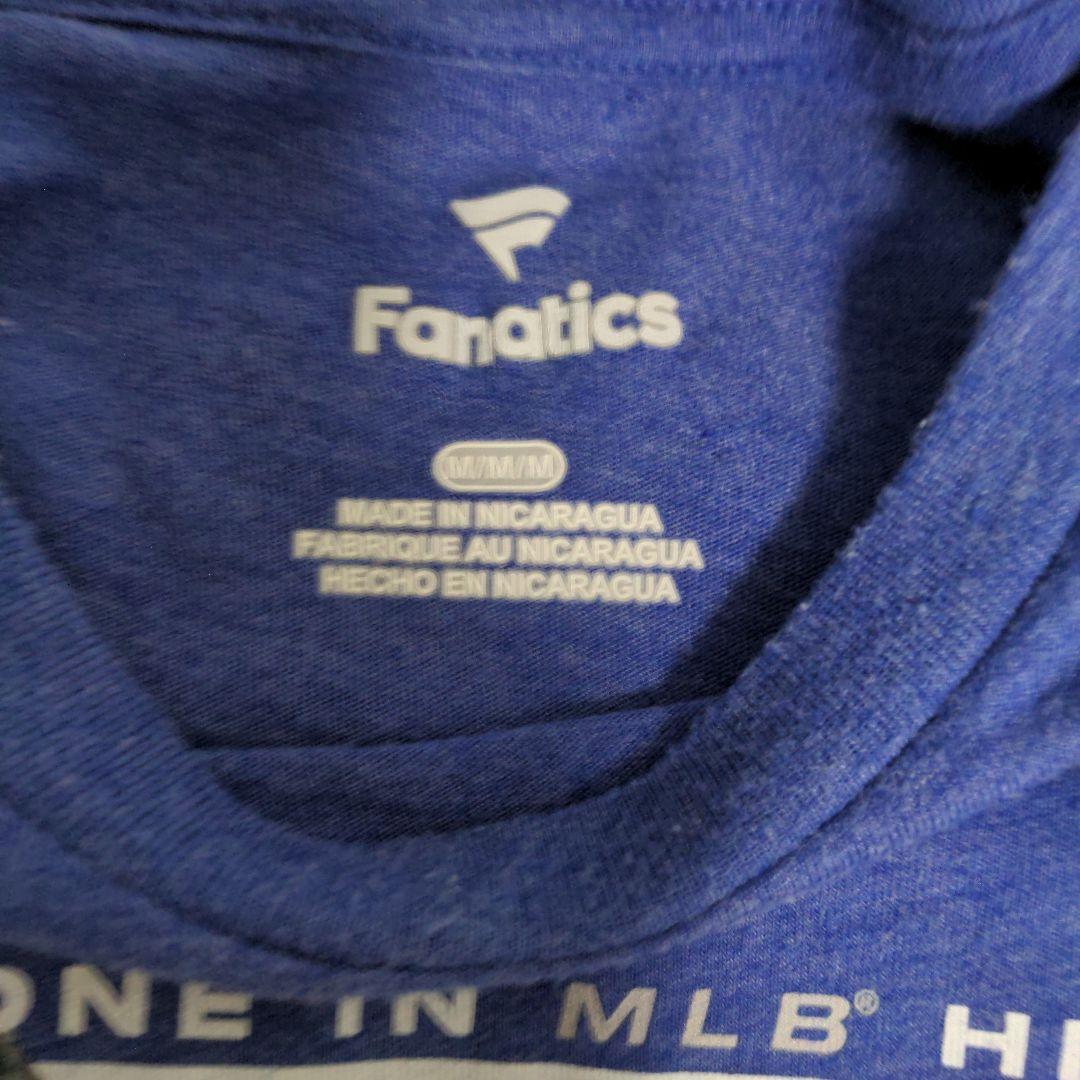 Fanatics
M/M/M
MADE IN NICARAGUA
FABRIQUE AU NICARAGUA
HECHO EN NICARAGUA
ONE IN MLB® H